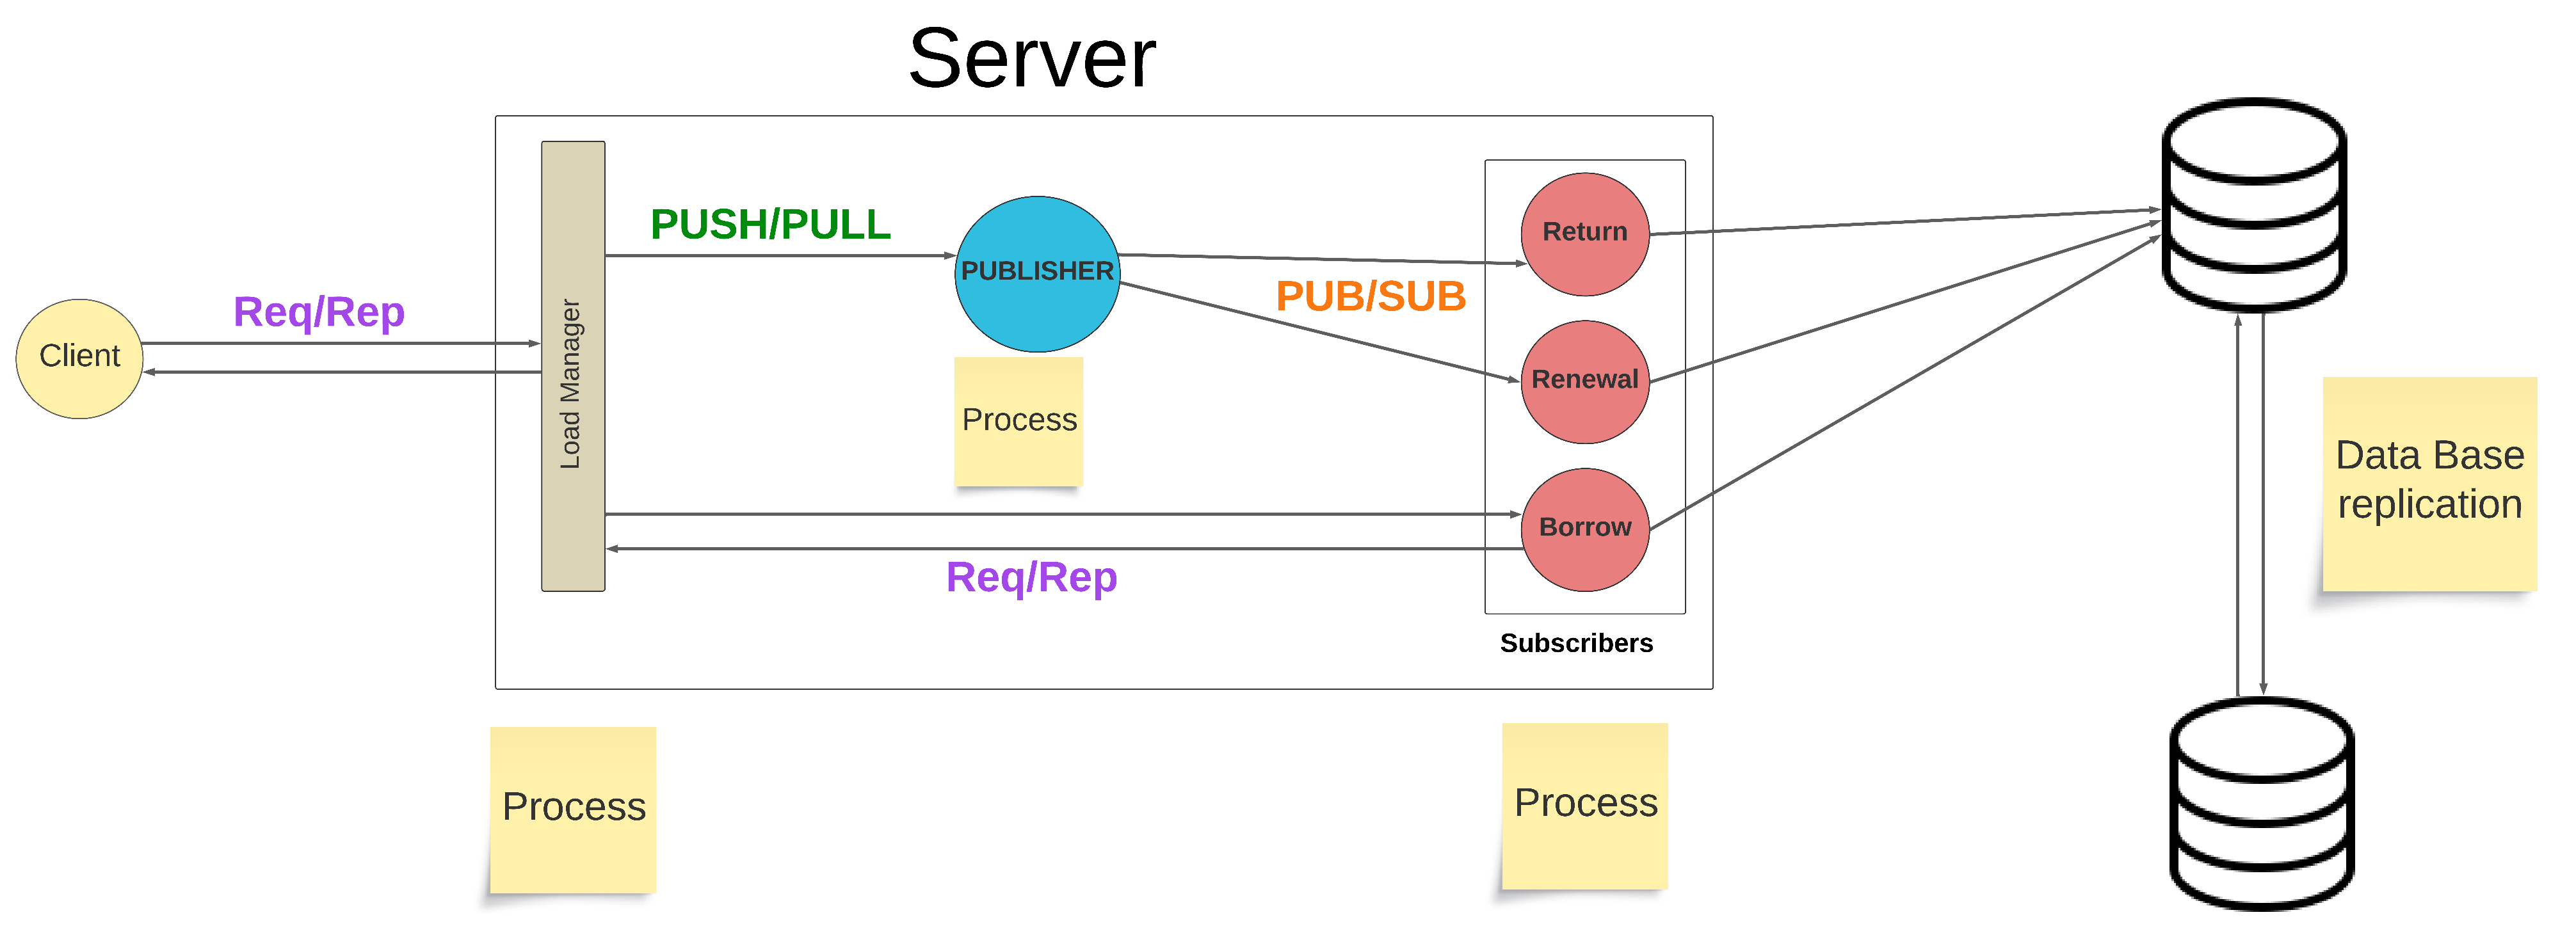 Server
Client
Req/Rep
Load Manager
PUSH/PULL
PUBLISHER
Process
PUB/SUB
Return
Renewal
Borrow
Req/Rep
Subscribers
Process
Process
Data Base
replication